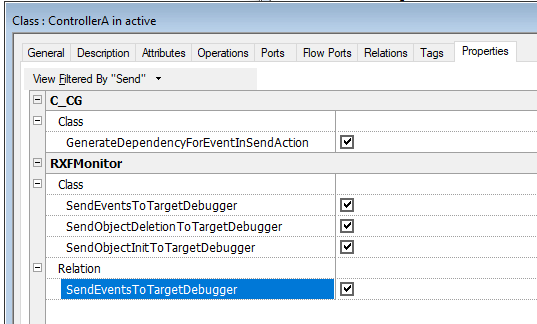 Class : ControllerA in active
General Description Attributes Operations Ports Flow Ports Relations Tags Properties
View Filtered By "Send"
C_CG
Class
GenerateDependencyForEventInSendAction
RXFMonitor
Class
SendEventsToTargetDebugger
SendObjectDeletionToTargetDebugger
SendObjectInitToTargetDebugger
Relation
SendEventsToTargetDebugger